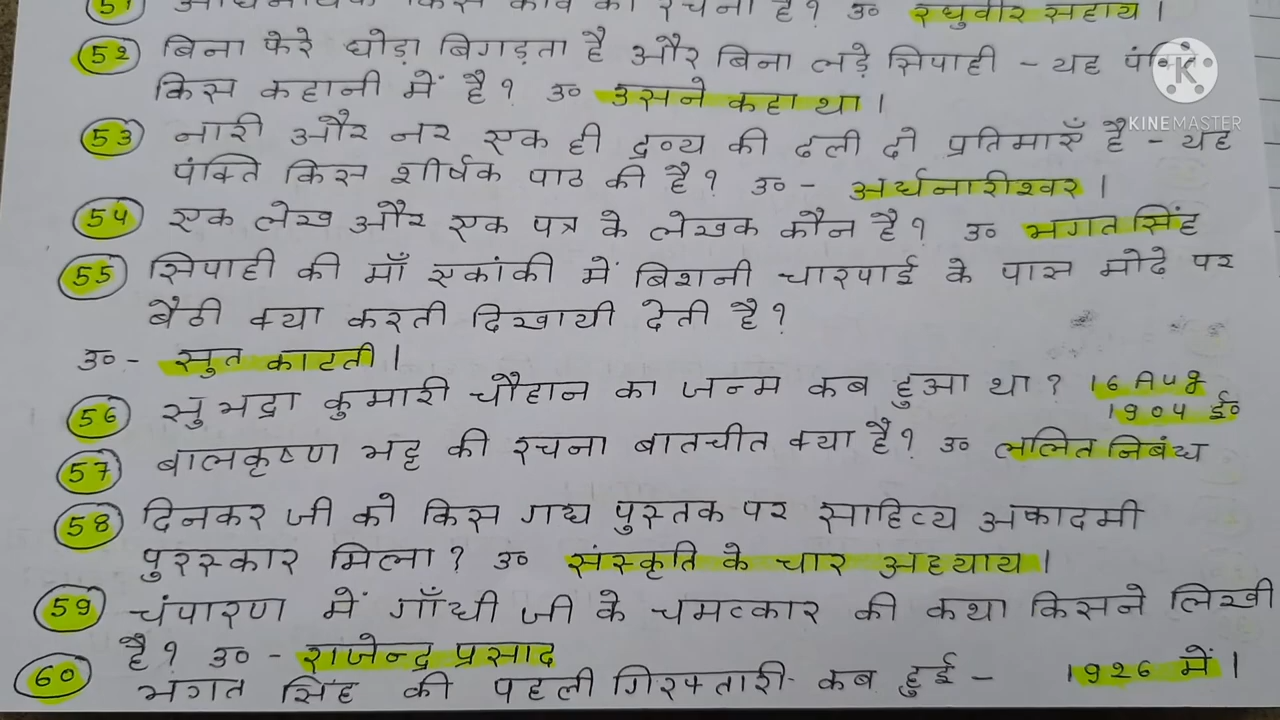 51 अधिनायक किस कवि की रचना है? उ० रघुवीर सहाय।
52 बिना फेरे घोड़ा बिगड़ता है और बिना लड़े सिपाही - यह पंक्ति
किस कहानी में है? उ० उसने कहा था।
53 नारी और नर एक ही द्रव्य की ढली दो प्रतिमाएँ है - यह
पंक्ति किस शीर्षक पाठ की है? उ० - अर्धनारीश्वर।
54 एक लेख और एक पत्र के लेखक कौन है? उ० भगत सिंह
55 सिपाही की माँ एकांकी में बिशनी चारपाई के पास मोढे पर
बैठी क्या करती दिखायी देती है?
उ० - सुत काटती।
56 सुभद्रा कुमारी चौहान का जन्म कब हुआ था? 16 Aug
1904 ई०
57 बालकृष्ण भट्ट की रचना बातचीत क्या है? उ० ललित निबंध
58 दिनकर जी को किस गद्य पुस्तक पर साहित्य अकादमी
पुरस्कार मिला? उ० संस्कृति के चार अध्याय।
59 चंपारण में गाँधी जी के चमत्कार की कथा किसने लिखी
है? उ० - राजेन्द्र प्रसाद
60 भगत सिंह की पहली गिरफ्तारी कब हुई - 1926 में।
K
KINEMASTER